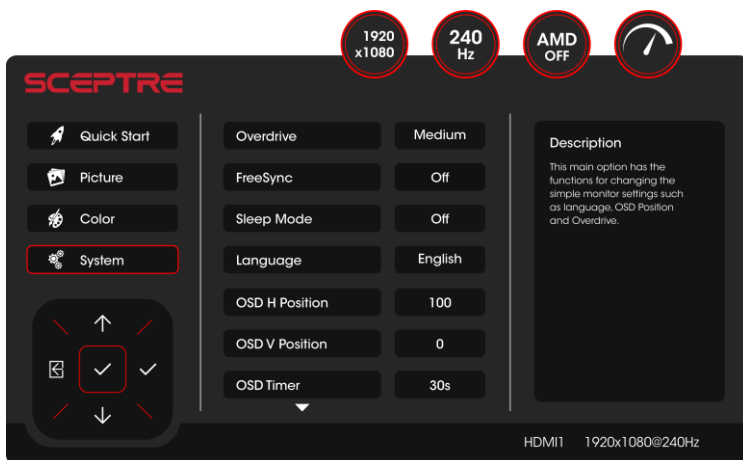 1920
x1080
240
Hz
AMD
OFF
SCEPTRE
Quick Start
Picture
Color
System
Overdrive Medium
FreeSync Off
Sleep Mode Off
Language English
OSD H Position 100
OSD V Position 0
OSD Timer 30s
Description
This main option has the
functions for changing the
simple monitor settings such
as language, OSD Position
and Overdrive.
HDMI1 1920x1080@240Hz